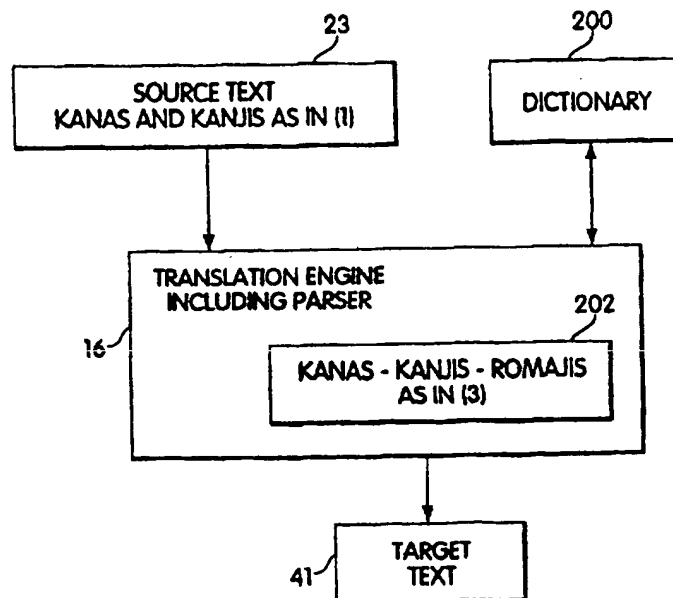 23
200
SOURCE TEXT
KANAS AND KANJIS AS IN (1)
DICTIONARY
TRANSLATION ENGINE
INCLUDING PARSER
16
202
KANAS - KANJIS - ROMAJIS
AS IN (3)
41
TARGET
TEXT